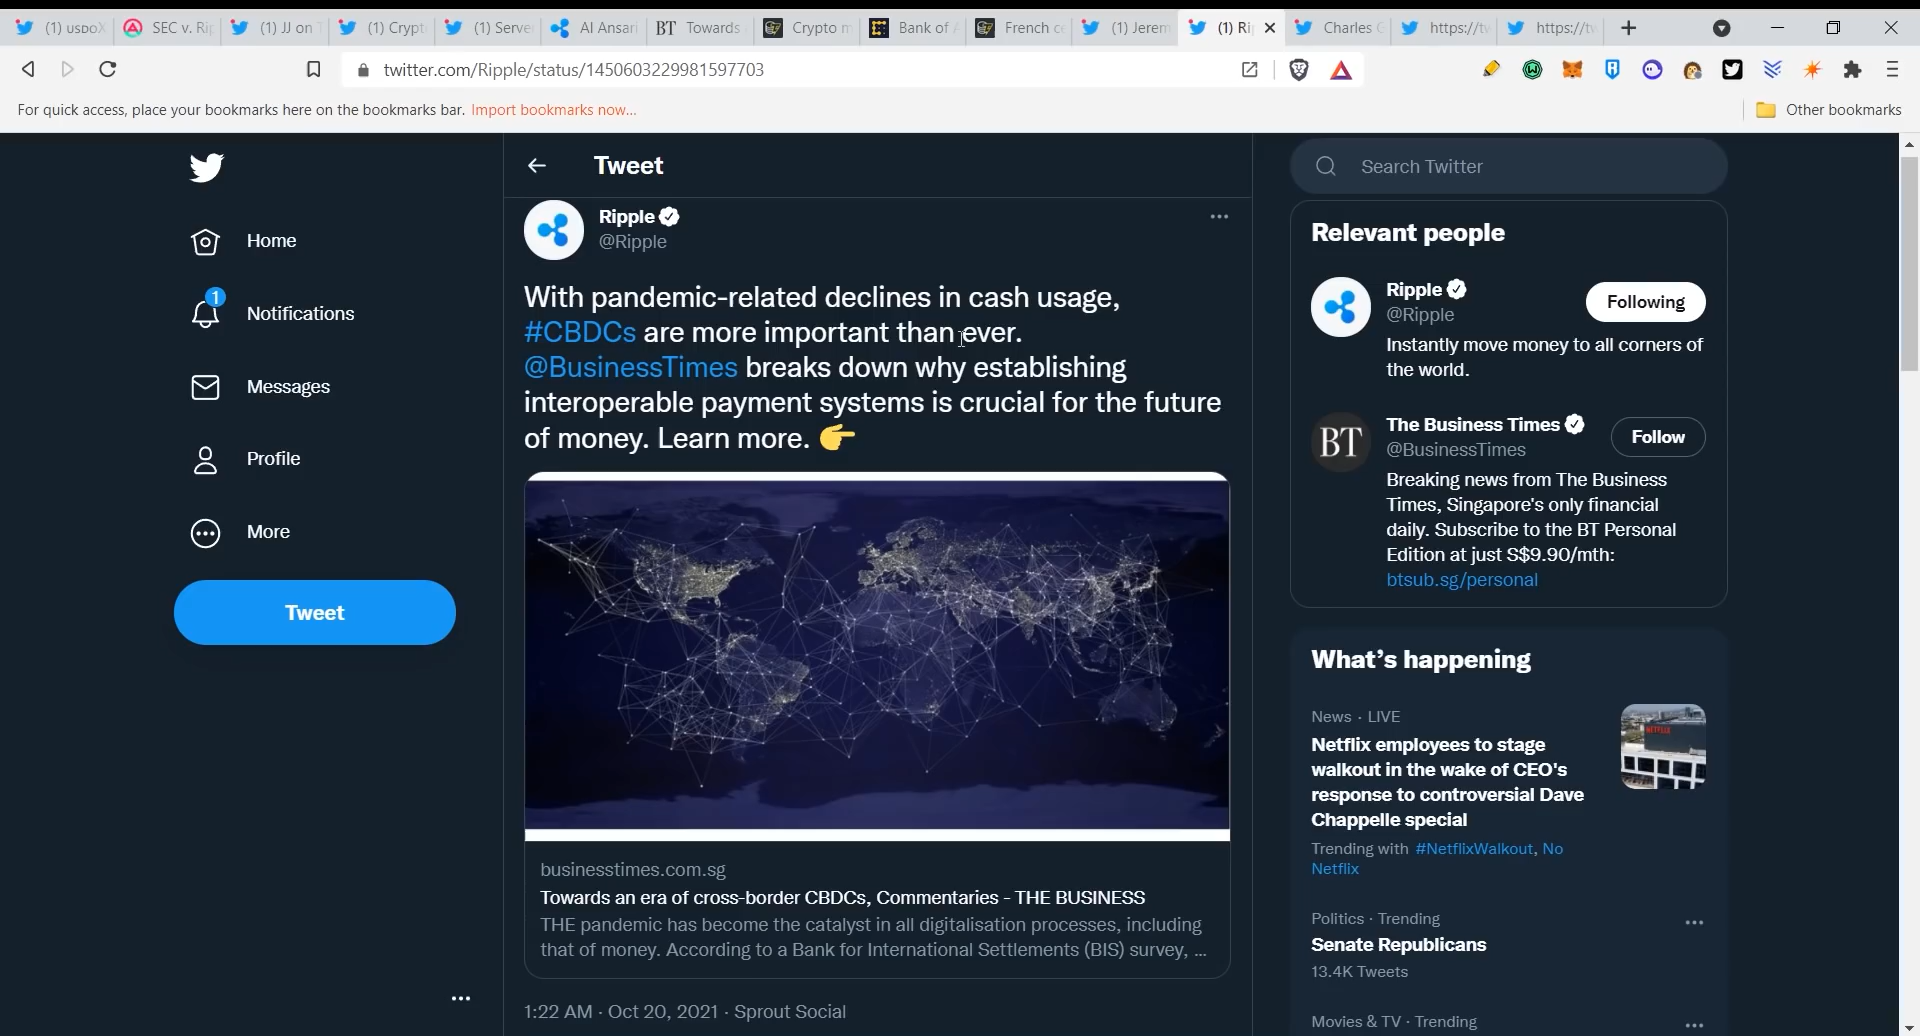 (1) uspoX
SEC v. Rip
(1) JJ on T
(1) Crypt
(1) Serve
Al Ansari
BT Towards
Crypto m
Bank of A
French ce
(1) Jerem
(1) Ri
Charles G
https://tw
https://tw
twitter.com/Ripple/status/1450603229981597703
For quick access, place your bookmarks here on the bookmarks bar. Import bookmarks now...
Other bookmarks
Home
1
Notifications
Messages
Profile
More
Tweet
Tweet
Ripple
@Ripple
With pandemic-related declines in cash usage,
#CBDCs are more important than ever.
@BusinessTimes breaks down why establishing
interoperable payment systems is crucial for the future
of money. Learn more. 👉
businesstimes.com.sg
Towards an era of cross-border CBDCs, Commentaries - THE BUSINESS
THE pandemic has become the catalyst in all digitalisation processes, including
that of money. According to a Bank for International Settlements (BIS) survey, ...
1:22 AM · Oct 20, 2021 · Sprout Social
Search Twitter
Relevant people
Ripple
@Ripple
Following
Instantly move money to all corners of
the world.
BT
The Business Times
@BusinessTimes
Follow
Breaking news from The Business
Times, Singapore's only financial
daily. Subscribe to the BT Personal
Edition at just S$9.90/mth:
btsub.sg/personal
What's happening
News · LIVE
Netflix employees to stage
walkout in the wake of CEO's
response to controversial Dave
Chappelle special
NETFLIX
Trending with #NetflixWalkout, No
Netflix
Politics · Trending
Senate Republicans
13.4K Tweets
Movies & TV · Trending